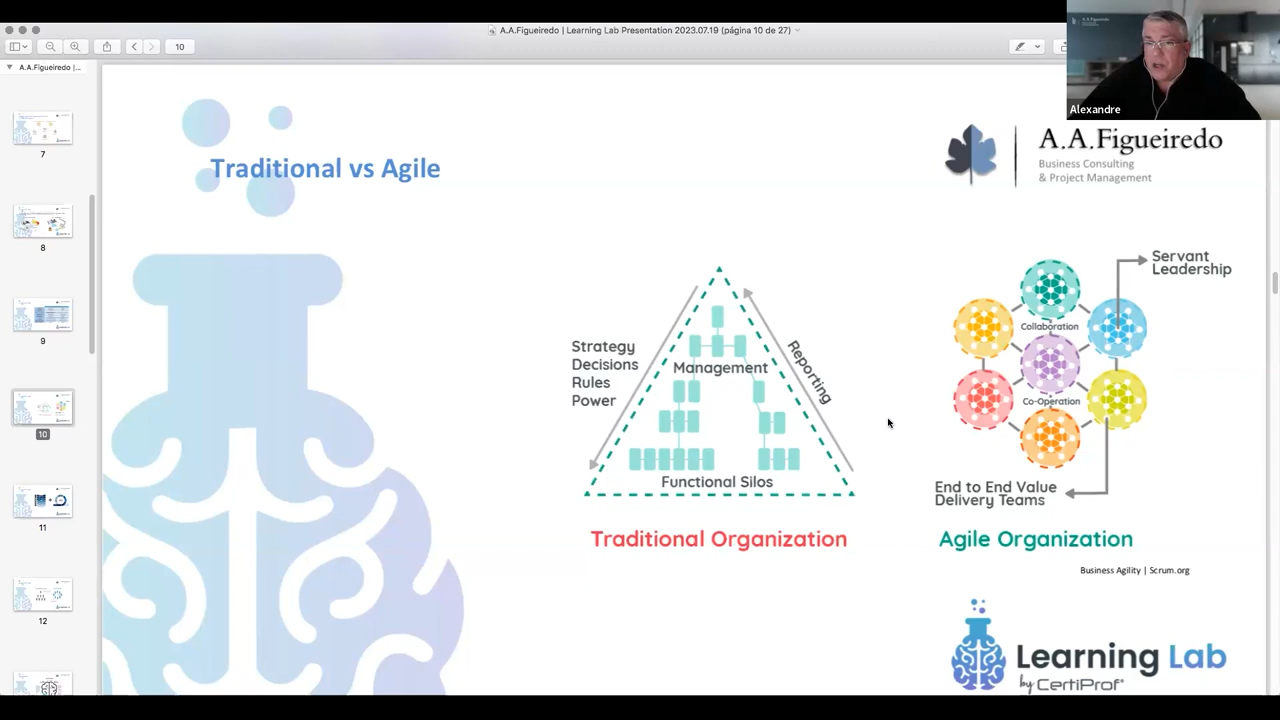 A.A.Figueiredo | Learning Lab Presentation 2023.07.19 (página 10 de 27)
10
A.A.Figueiredo |...
7
8
9
10
11
12
Alexandre
A.A.Figueiredo
Business Consulting
& Project Management
Traditional vs Agile
Strategy
Decisions
Rules
Power
Management
Reporting
Functional Silos
Traditional Organization
Servant
Leadership
Collaboration
Co-Operation
End to End Value
Delivery Teams
Agile Organization
Business Agility | Scrum.org
Learning Lab
by CertiProf®